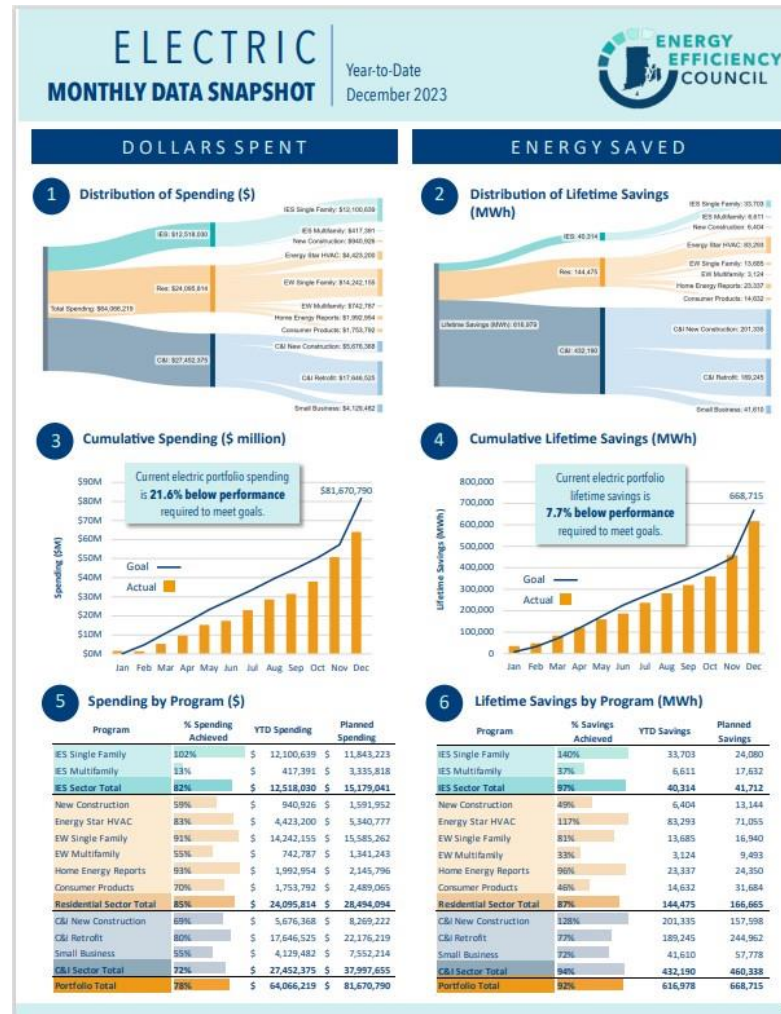 ELECTRIC
MONTHLY DATA SNAPSHOT
Year-to-Date
December 2023
ENERGY
EFFICIENCY
COUNCIL
DOLLARS SPENT
ENERGY SAVED
1 Distribution of Spending ($)
IES Single Family: $12,100,639
IES Multifamily: $417,391
New Construction: $940,926
Energy Star HVAC: $4,423,200
EW Single Family: $14,242,155
EW Multifamily: $742,787
Home Energy Reports: $1,992,954
Consumer Products: $1,753,792
C&I New Construction: $5,676,368
C&I Retrofit: $17,646,525
Small Business: $4,129,482
IES: $12,518,030
Res: $24,095,814
C&I: $27,452,375
Total Spending: $64,066,219
2 Distribution of Lifetime Savings
(MWh)
IES Single Family: 33,703
IES Multifamily: 6,611
New Construction: 6,404
Energy Star HVAC: 83,293
EW Single Family: 13,685
EW Multifamily: 3,124
Home Energy Reports: 23,337
Consumer Products: 14,632
C&I New Construction: 201,335
C&I Retrofit: 189,245
Small Business: 41,610
IES: 40,314
Res: 144,475
C&I: 432,190
Lifetime Savings (MWh): 616,979
3 Cumulative Spending ($ million)
Current electric portfolio spending
is 21.6% below performance
required to meet goals.
$81,670,790
Goal
Actual
Spending ($M)
$90M
$80M
$70M
$60M
$50M
$40M
$30M
$20M
$10M
$0M
Jan Feb Mar Apr May Jun Jul Aug Sep Oct Nov Dec
4 Cumulative Lifetime Savings (MWh)
Current electric portfolio
lifetime savings is
7.7% below performance
required to meet goals.
668,715
Goal
Actual
Lifetime Savings (MWh)
800,000
700,000
600,000
500,000
400,000
300,000
200,000
100,000
0
Jan Feb Mar Apr May Jun Jul Aug Sep Oct Nov Dec
5 Spending by Program ($)
Program % Spending Achieved YTD Spending Planned Spending
IES Single Family 102% $ 12,100,639 $ 11,843,223
IES Multifamily 13% $ 417,391 $ 3,335,818
IES Sector Total 82% $ 12,518,030 $ 15,179,041
New Construction 59% $ 940,926 $ 1,591,952
Energy Star HVAC 83% $ 4,423,200 $ 5,340,777
EW Single Family 91% $ 14,242,155 $ 15,585,262
EW Multifamily 55% $ 742,787 $ 1,341,243
Home Energy Reports 93% $ 1,992,954 $ 2,145,796
Consumer Products 70% $ 1,753,792 $ 2,489,065
Residential Sector Total 85% $ 24,095,814 $ 28,494,094
C&I New Construction 69% $ 5,676,368 $ 8,269,222
C&I Retrofit 80% $ 17,646,525 $ 22,176,219
Small Business 55% $ 4,129,482 $ 7,552,214
C&I Sector Total 72% $ 27,452,375 $ 37,997,655
Portfolio Total 78% $ 64,066,219 $ 81,670,790
6 Lifetime Savings by Program (MWh)
Program % Savings Achieved YTD Savings Planned Savings
IES Single Family 140% 33,703 24,080
IES Multifamily 37% 6,611 17,632
IES Sector Total 97% 40,314 41,712
New Construction 49% 6,404 13,144
Energy Star HVAC 117% 83,293 71,055
EW Single Family 81% 13,685 16,940
EW Multifamily 33% 3,124 9,493
Home Energy Reports 96% 23,337 24,350
Consumer Products 46% 14,632 31,684
Residential Sector Total 87% 144,475 166,665
C&I New Construction 128% 201,335 157,598
C&I Retrofit 77% 189,245 244,962
Small Business 72% 41,610 57,778
C&I Sector Total 94% 432,190 460,338
Portfolio Total 92% 616,978 668,715